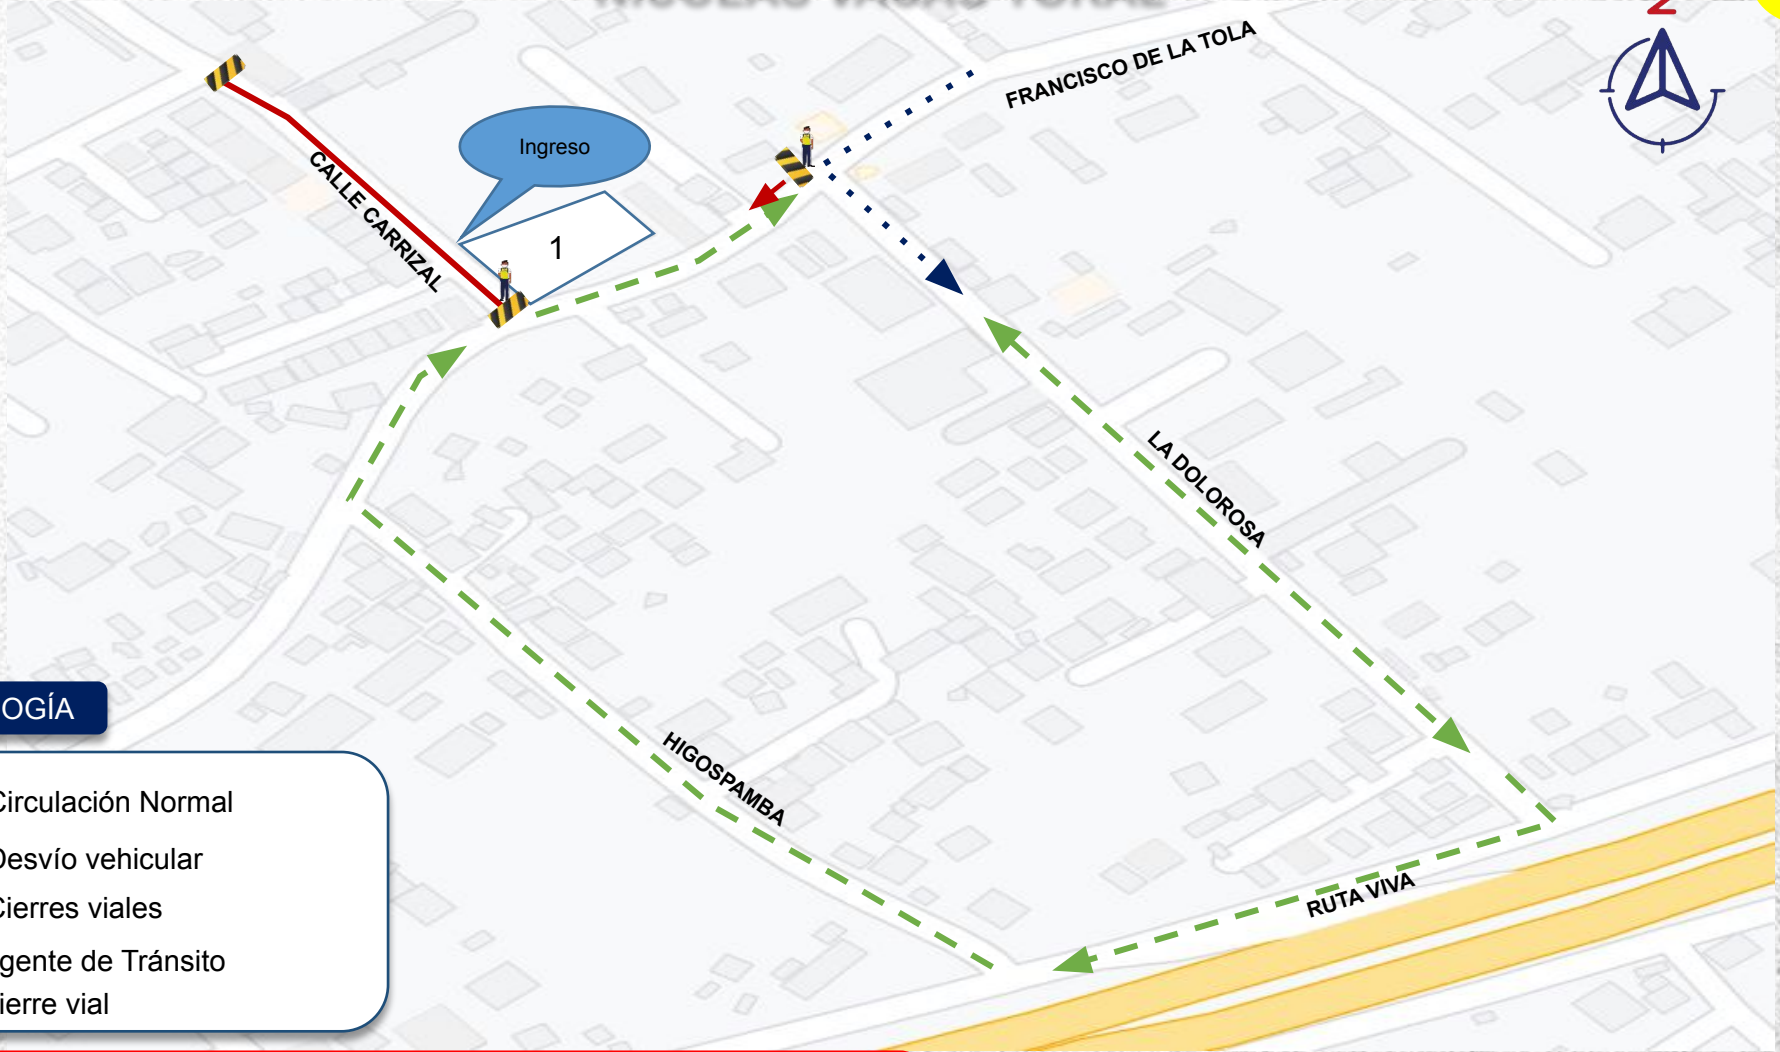 FRANCISCO DE LA TOLA
Ingreso
CALLE CARRIZAL
1
LA DOLOROSA
HIGOSPAMBA
RUTA VIVA
OGÍA
Circulación Normal
Desvío vehicular
Cierres viales
gente de Tránsito
ierre vial